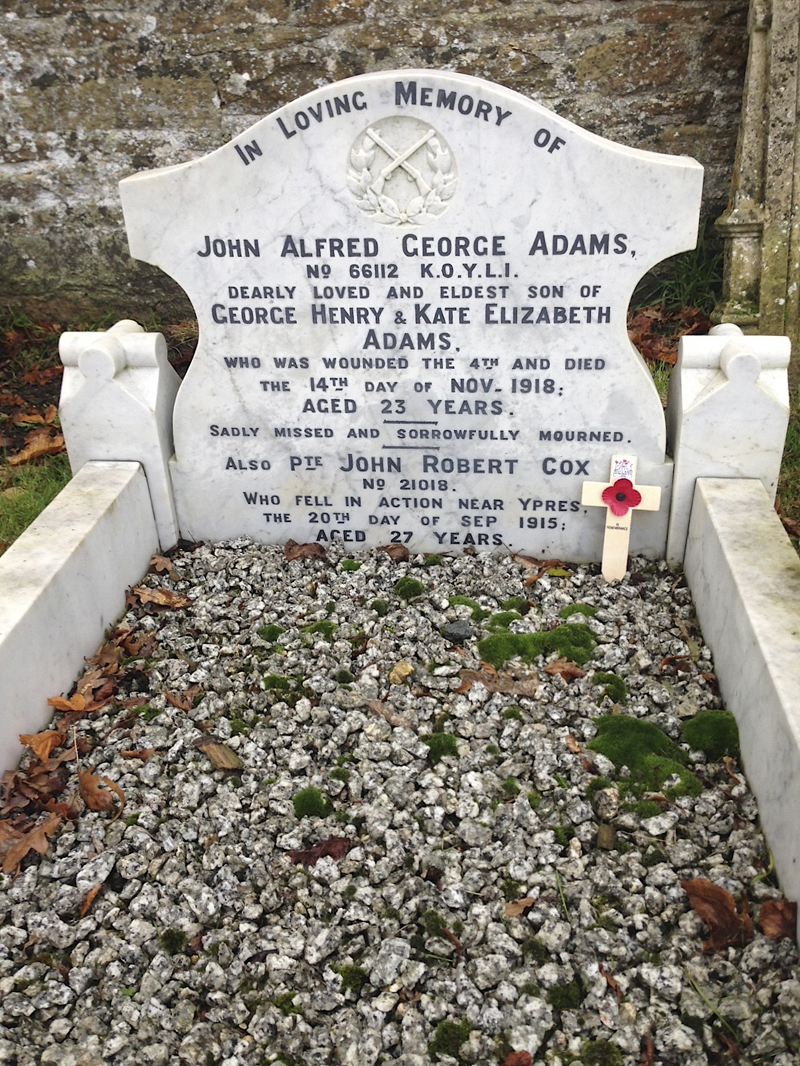 IN LOVING MEMORY OF
JOHN ALFRED GEORGE ADAMS,
NO 66112 K.O.Y.L.I.
DEARLY LOVED AND ELDEST SON OF
GEORGE HENRY & KATE ELIZABETH
ADAMS,
WHO WAS WOUNDED THE 4TH AND DIED
THE 14TH DAY OF NOV. 1918;
AGED 23 YEARS.
SADLY MISSED AND SORROWFULLY MOURNED.
ALSO PTE JOHN ROBERT COX
NO 21018.
WHO FELL IN ACTION NEAR YPRES,
THE 20TH DAY OF SEP 1915;
AGED 27 YEARS.
IN
REMEMBRANCE